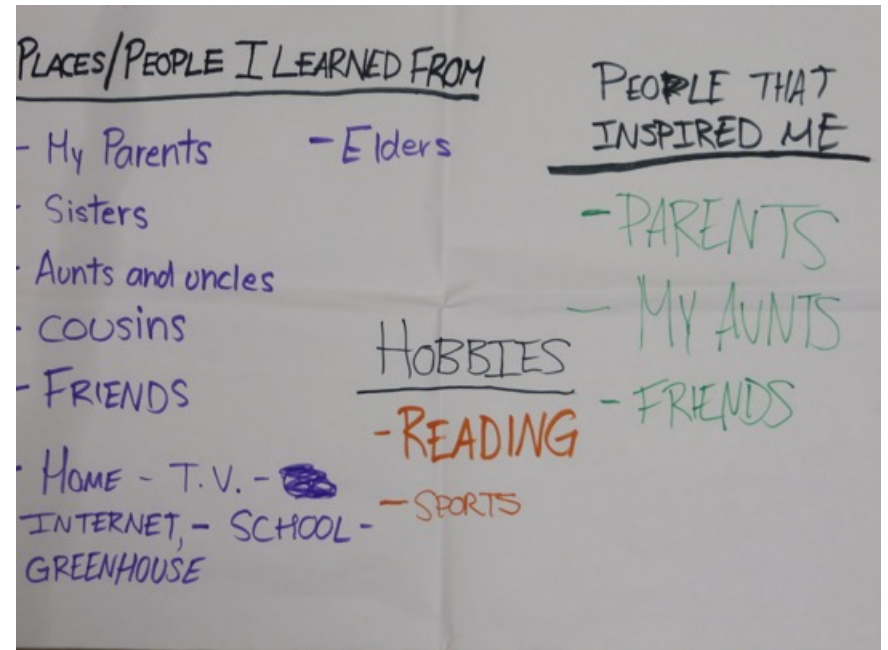 PLACES/PEOPLE I LEARNED FROM
- My Parents
- Elders
- Sisters
- Aunts and uncles
- COUSINS
- FRIENDS
- HOME - T.V. -
INTERNET, - SCHOOL -
GREENHOUSE
HOBBIES
- READING
- SPORTS
PEOPLE THAT
INSPIRED ME
- PARENTS
- MY AUNTS
- FRIENDS